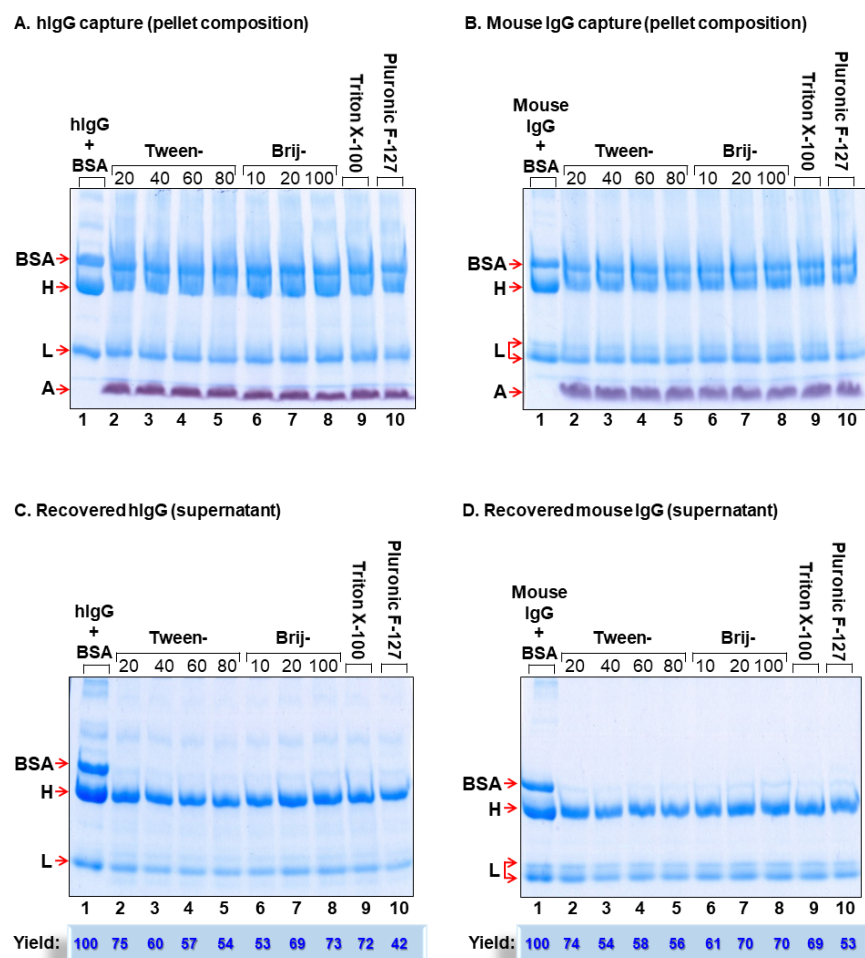 A. hIgG capture (pellet composition)
hIgG
+
BSA
Tween-
20 40 60 80
Brij-
10 20 100
Triton X-100
Pluronic F-127
BSA
H
L
A
1 2 3 4 5 6 7 8 9 10
B. Mouse IgG capture (pellet composition)
Mouse
IgG
+
BSA
Tween-
20 40 60 80
Brij-
10 20 100
Triton X-100
Pluronic F-127
BSA
H
L
A
1 2 3 4 5 6 7 8 9 10
C. Recovered hIgG (supernatant)
hIgG
+
BSA
Tween-
20 40 60 80
Brij-
10 20 100
Triton X-100
Pluronic F-127
BSA
H
L
1 2 3 4 5 6 7 8 9 10
Yield: 100 75 60 57 54 53 69 73 72 42
D. Recovered mouse IgG (supernatant)
Mouse
IgG
+
BSA
Tween-
20 40 60 80
Brij-
10 20 100
Triton X-100
Pluronic F-127
BSA
H
L
1 2 3 4 5 6 7 8 9 10
Yield: 100 74 54 58 56 61 70 70 69 53